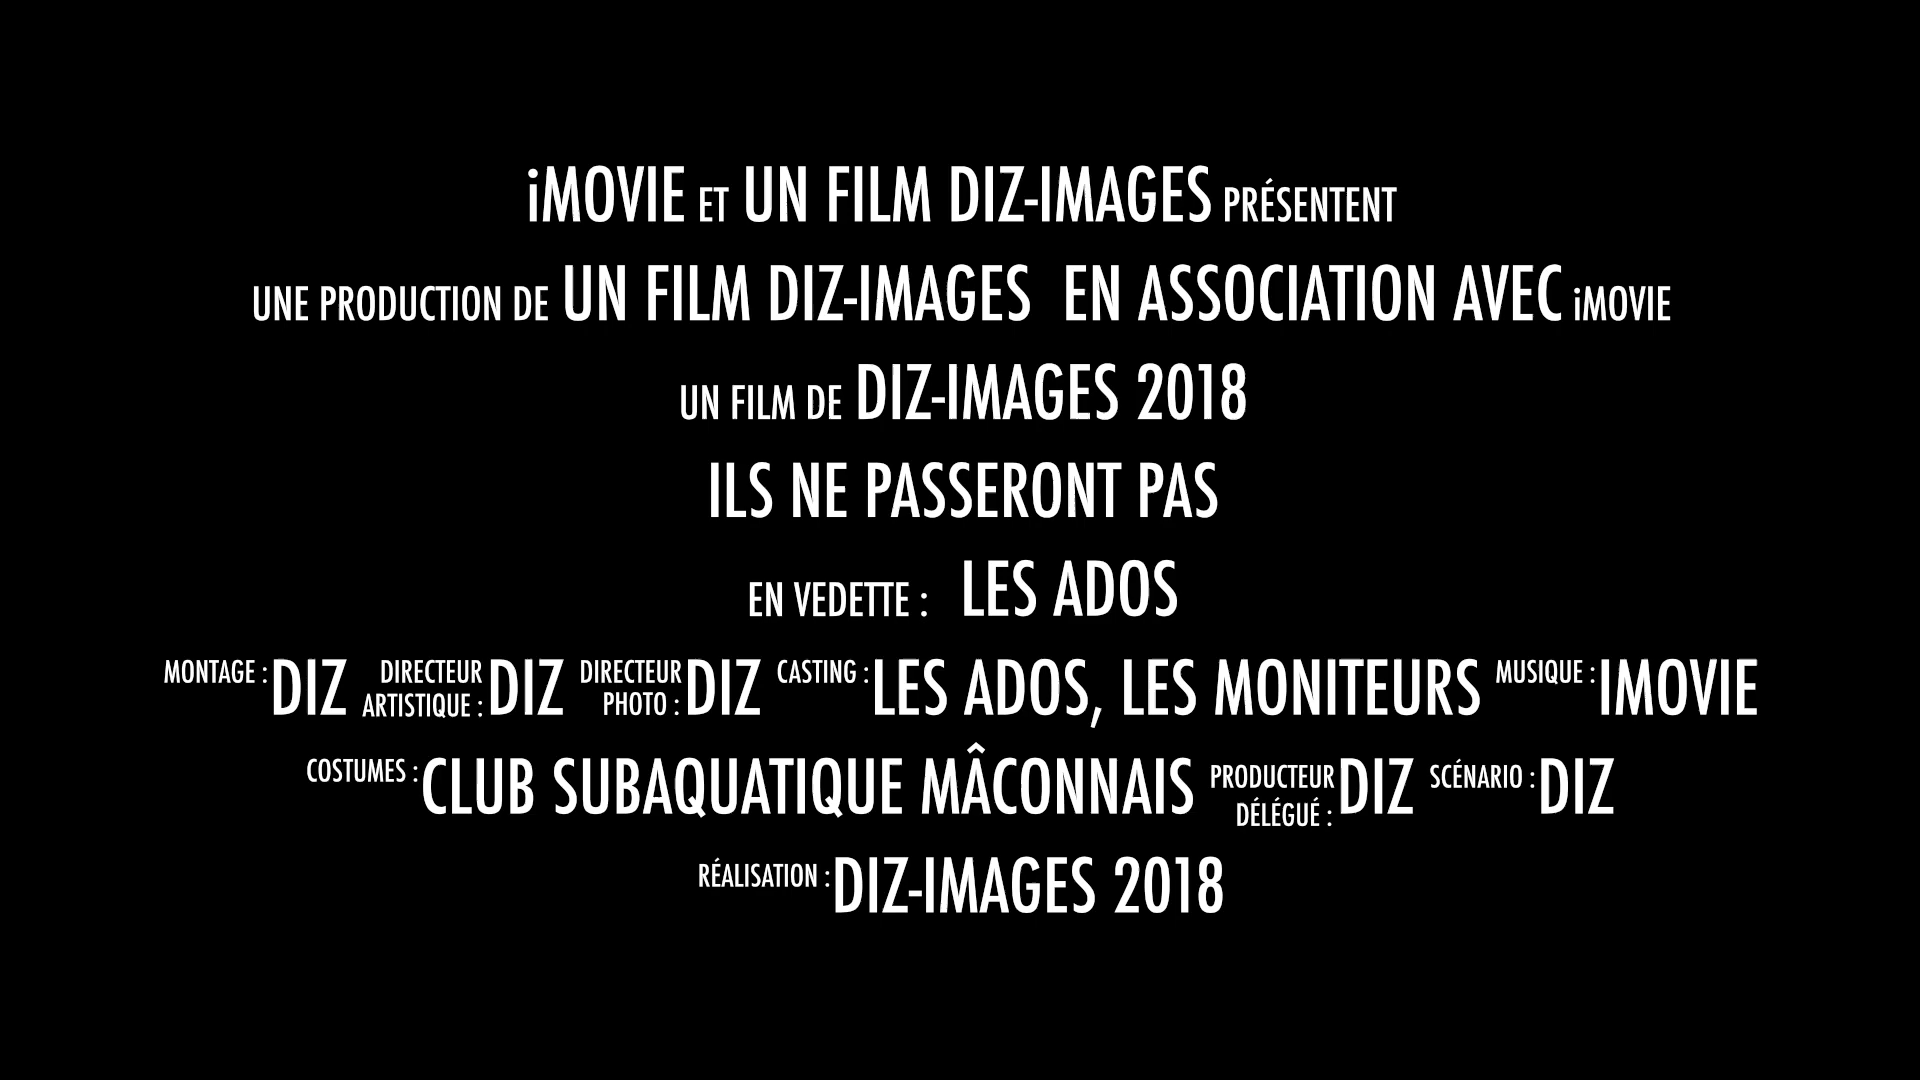 iMOVIE ET UN FILM DIZ-IMAGES PRÉSENTENT
UNE PRODUCTION DE UN FILM DIZ-IMAGES EN ASSOCIATION AVEC iMOVIE
UN FILM DE DIZ-IMAGES 2018
ILS NE PASSERONT PAS
EN VEDETTE : LES ADOS
MONTAGE : DIZ DIRECTEUR ARTISTIQUE : DIZ DIRECTEUR PHOTO : DIZ CASTING : LES ADOS, LES MONITEURS MUSIQUE : IMOVIE
COSTUMES : CLUB SUBAQUATIQUE MÂCONNAIS PRODUCTEUR DÉLÉGUÉ : DIZ SCÉNARIO : DIZ
RÉALISATION : DIZ-IMAGES 2018